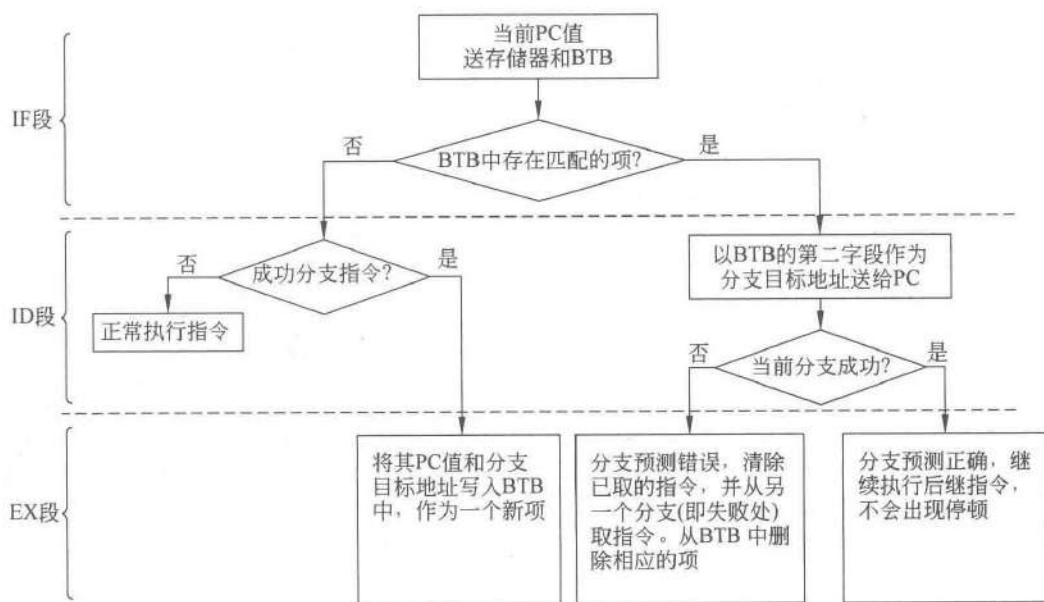 当前PC值
送存储器和BTB
IF段
否
BTB中存在匹配的项?
是
否
成功分支指令?
是
以BTB的第二字段作为
分支目标地址送给PC
ID段
正常执行指令
否
当前分支成功?
是
EX段
将其PC值和分支
目标地址写入BTB
中，作为一个新项
分支预测错误，清除
已取的指令，并从另
一个分支(即失败处)
取指令。从BTB 中删
除相应的项
分支预测正确，继
续执行后继指令，
不会出现停顿